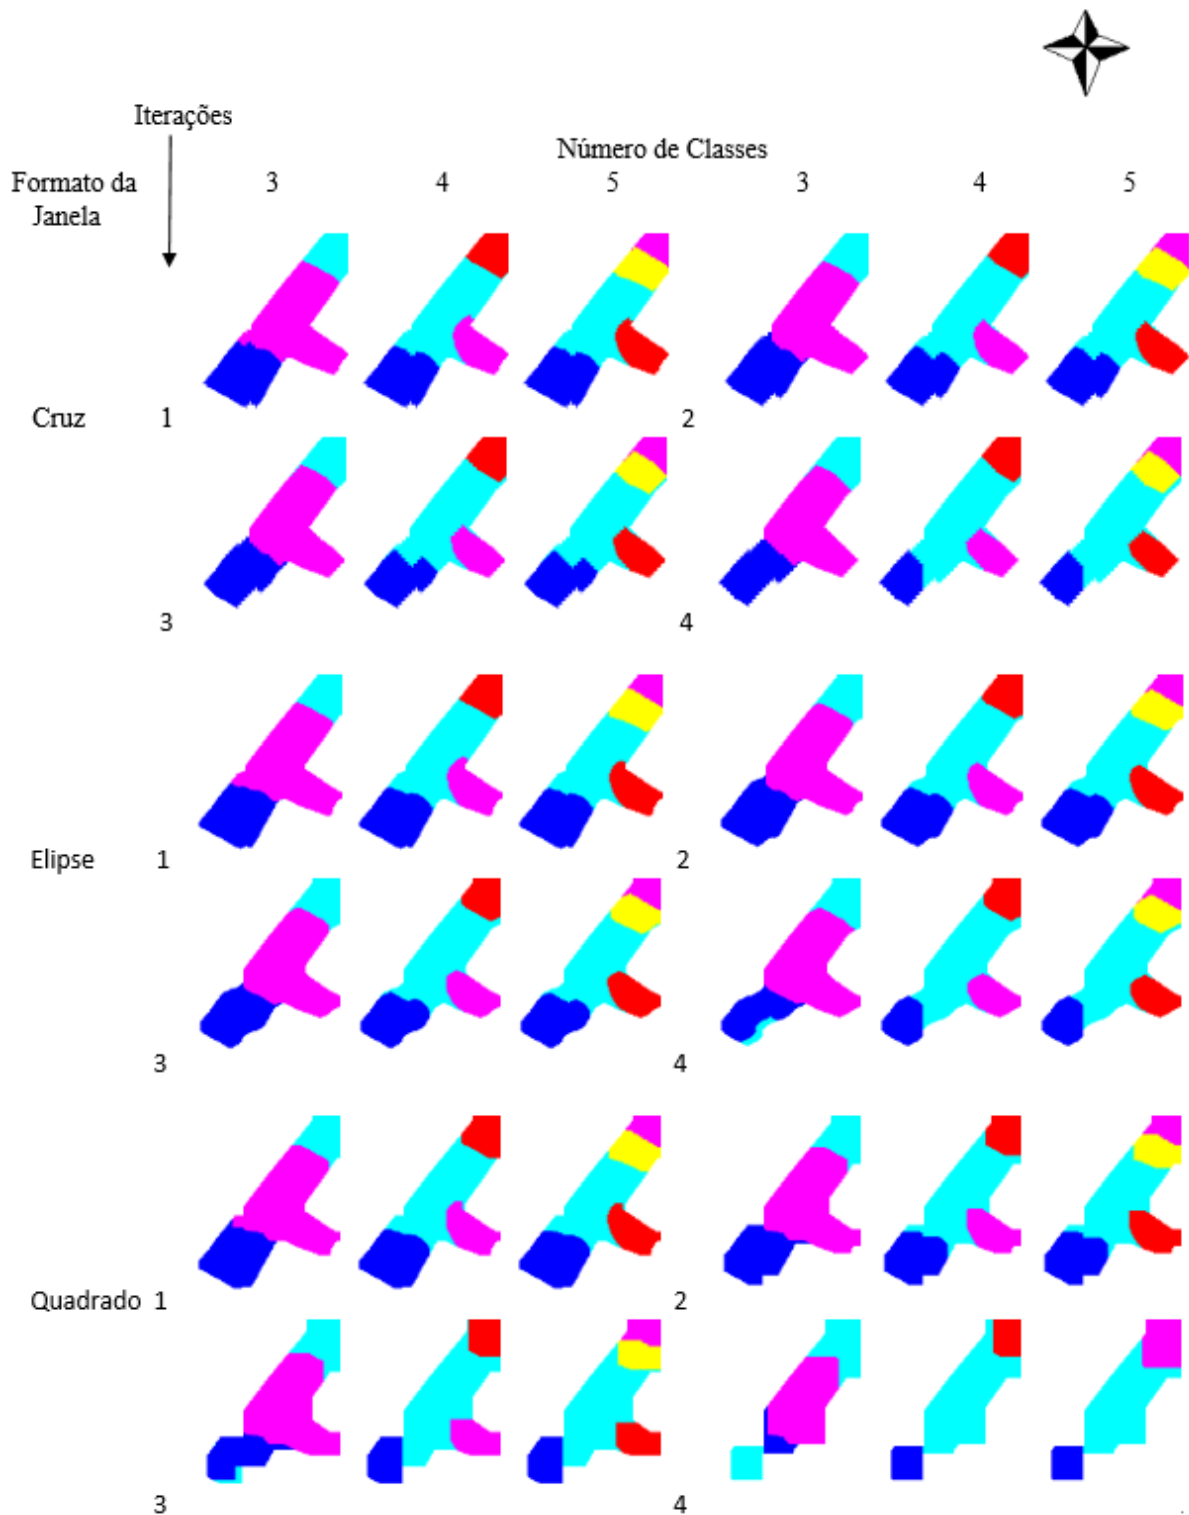 Iterações
Número de Classes
Formato da
Janela
3 4 5 3 4 5
Cruz 1 2
3 4
Elipse 1 2
3 4
Quadrado 1 2
3 4